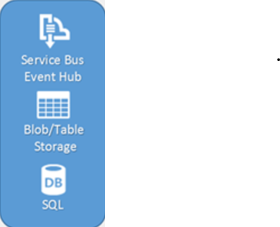 Service Bus
Event Hub
Blob/Table
Storage
DB
SQL
.